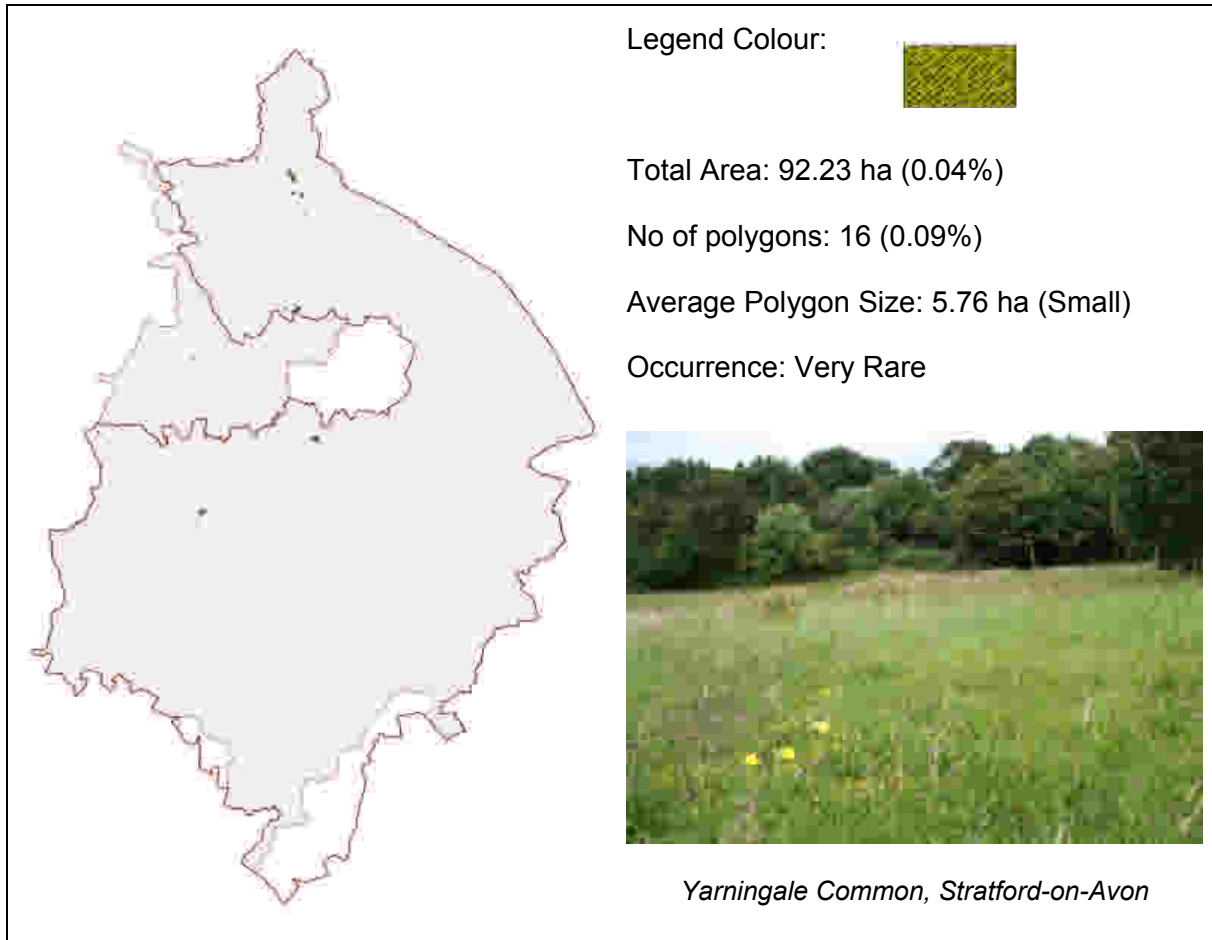 Legend Colour:
Total Area: 92.23 ha (0.04%)
No of polygons: 16 (0.09%)
Average Polygon Size: 5.76 ha (Small)
Occurrence: Very Rare
Yarningale Common, Stratford-on-Avon